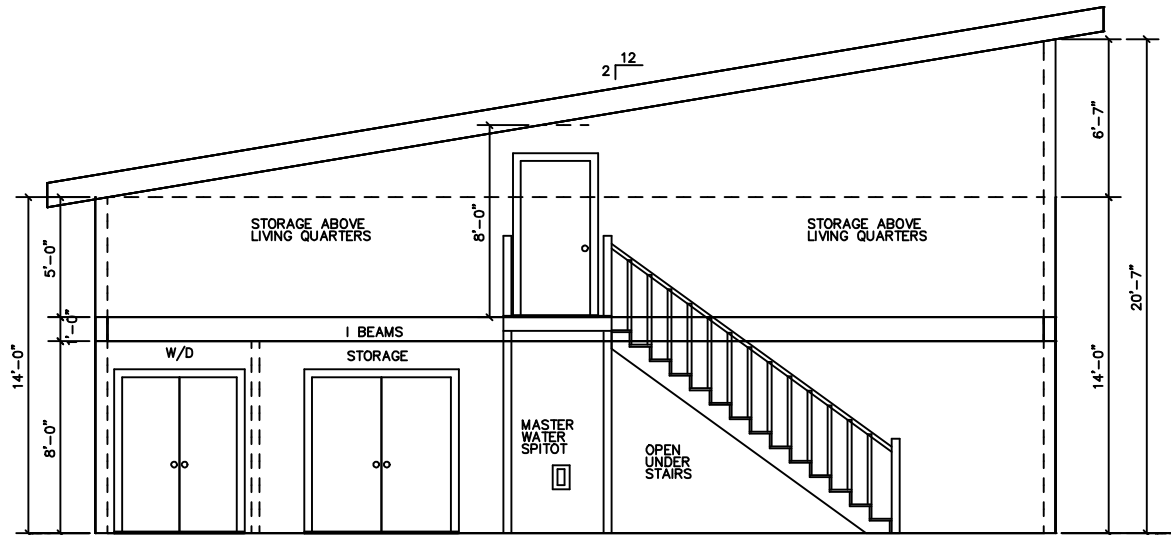 12
2
6'-7"
STORAGE ABOVE
LIVING QUARTERS
8'-0"
STORAGE ABOVE
LIVING QUARTERS
5'-0"
20'-7"
1'-0"
I BEAMS
W/D
STORAGE
14'-0"
14'-0"
8'-0"
MASTER
WATER
SPITOT
OPEN
UNDER
STAIRS